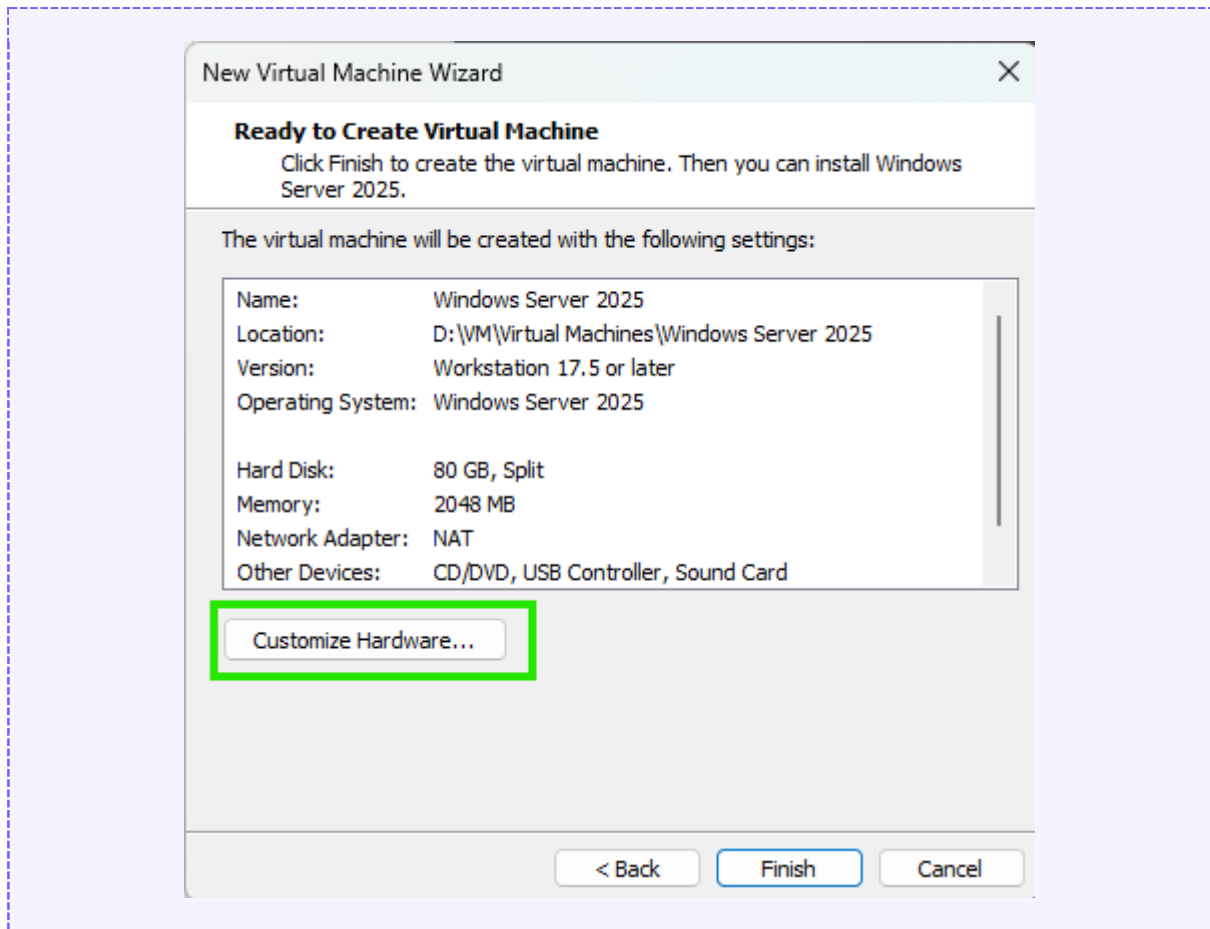 New Virtual Machine Wizard
Ready to Create Virtual Machine
Click Finish to create the virtual machine. Then you can install Windows
Server 2025.
The virtual machine will be created with the following settings:
Name: Windows Server 2025
Location: D:\VM\Virtual Machines\Windows Server 2025
Version: Workstation 17.5 or later
Operating System: Windows Server 2025
Hard Disk: 80 GB, Split
Memory: 2048 MB
Network Adapter: NAT
Other Devices: CD/DVD, USB Controller, Sound Card
Customize Hardware...
< Back Finish Cancel